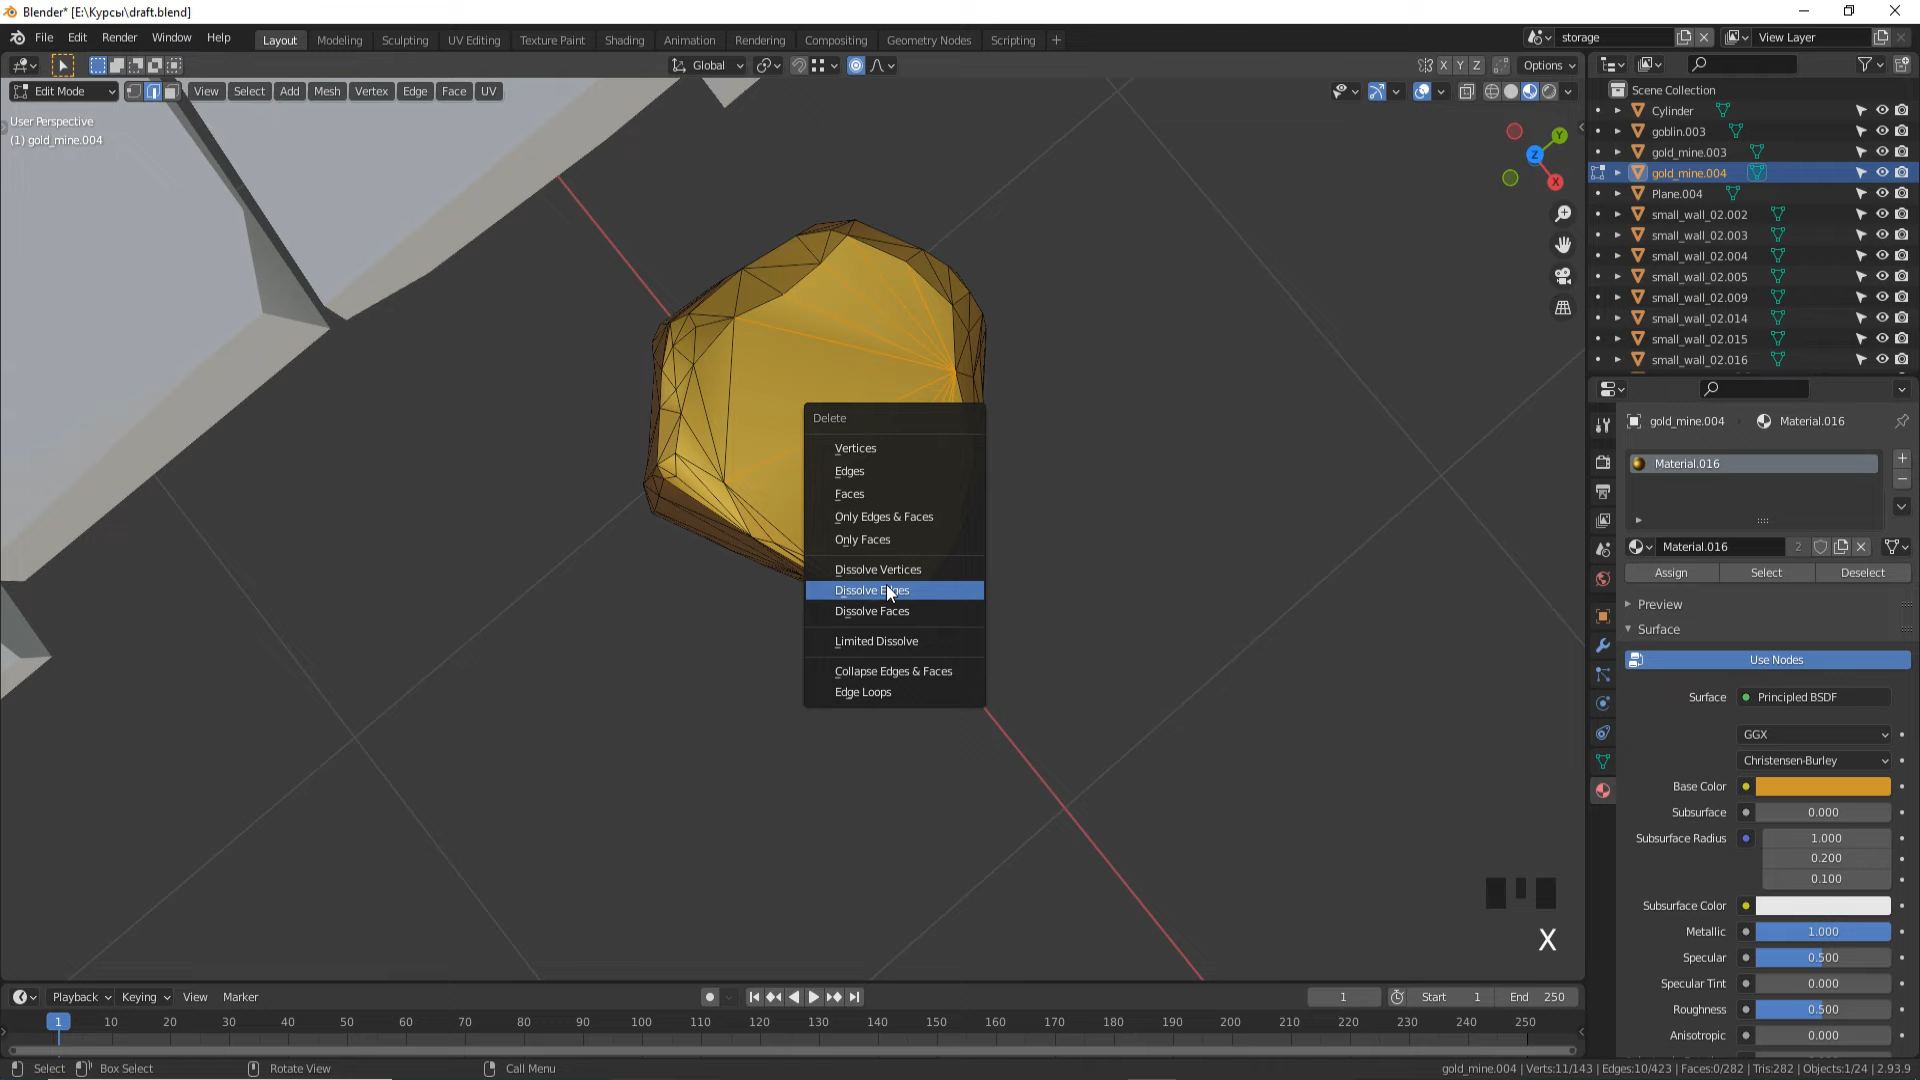 Blender* [E:\Курсы\draft.blend]
File Edit Render Window Help Layout Modeling Sculpting UV Editing Texture Paint Shading Animation Rendering Compositing Geometry Nodes Scripting + storage View Layer
Global X Y Z Options
Edit Mode View Select Add Mesh Vertex Edge Face UV
Scene Collection
Cylinder
User Perspective
(1) gold_mine.004
goblin.003
gold_mine.003
gold_mine.004
Plane.004
small_wall_02.002
small_wall_02.003
small_wall_02.004
small_wall_02.005
small_wall_02.009
small_wall_02.014
small_wall_02.015
small_wall_02.016
Y
Z
X
Delete
Vertices
Edges
Faces
Only Edges & Faces
Only Faces
Dissolve Vertices
Dissolve Edges
Dissolve Faces
Limited Dissolve
Collapse Edges & Faces
Edge Loops
gold_mine.004 Material.016
Material.016
Material.016 2
Assign Select Deselect
Preview
Surface
Use Nodes
Surface Principled BSDF
GGX
Christensen-Burley
Base Color
Subsurface 0.000
Subsurface Radius 1.000
0.200
0.100
Subsurface Color
Metallic 1.000
Specular 0.500
Specular Tint 0.000
Roughness 0.500
Anisotropic 0.000
X
Playback Keying View Marker 1 Start 1 End 250
1 10 20 30 40 50 60 70 80 90 100 110 120 130 140 150 160 170 180 190 200 210 220 230 240 250
Select Box Select Rotate View Call Menu gold_mine.004 | Verts:11/143 | Edges:10/423 | Faces:0/282 | Tris:282 | Objects:1/24 | 2.93.9